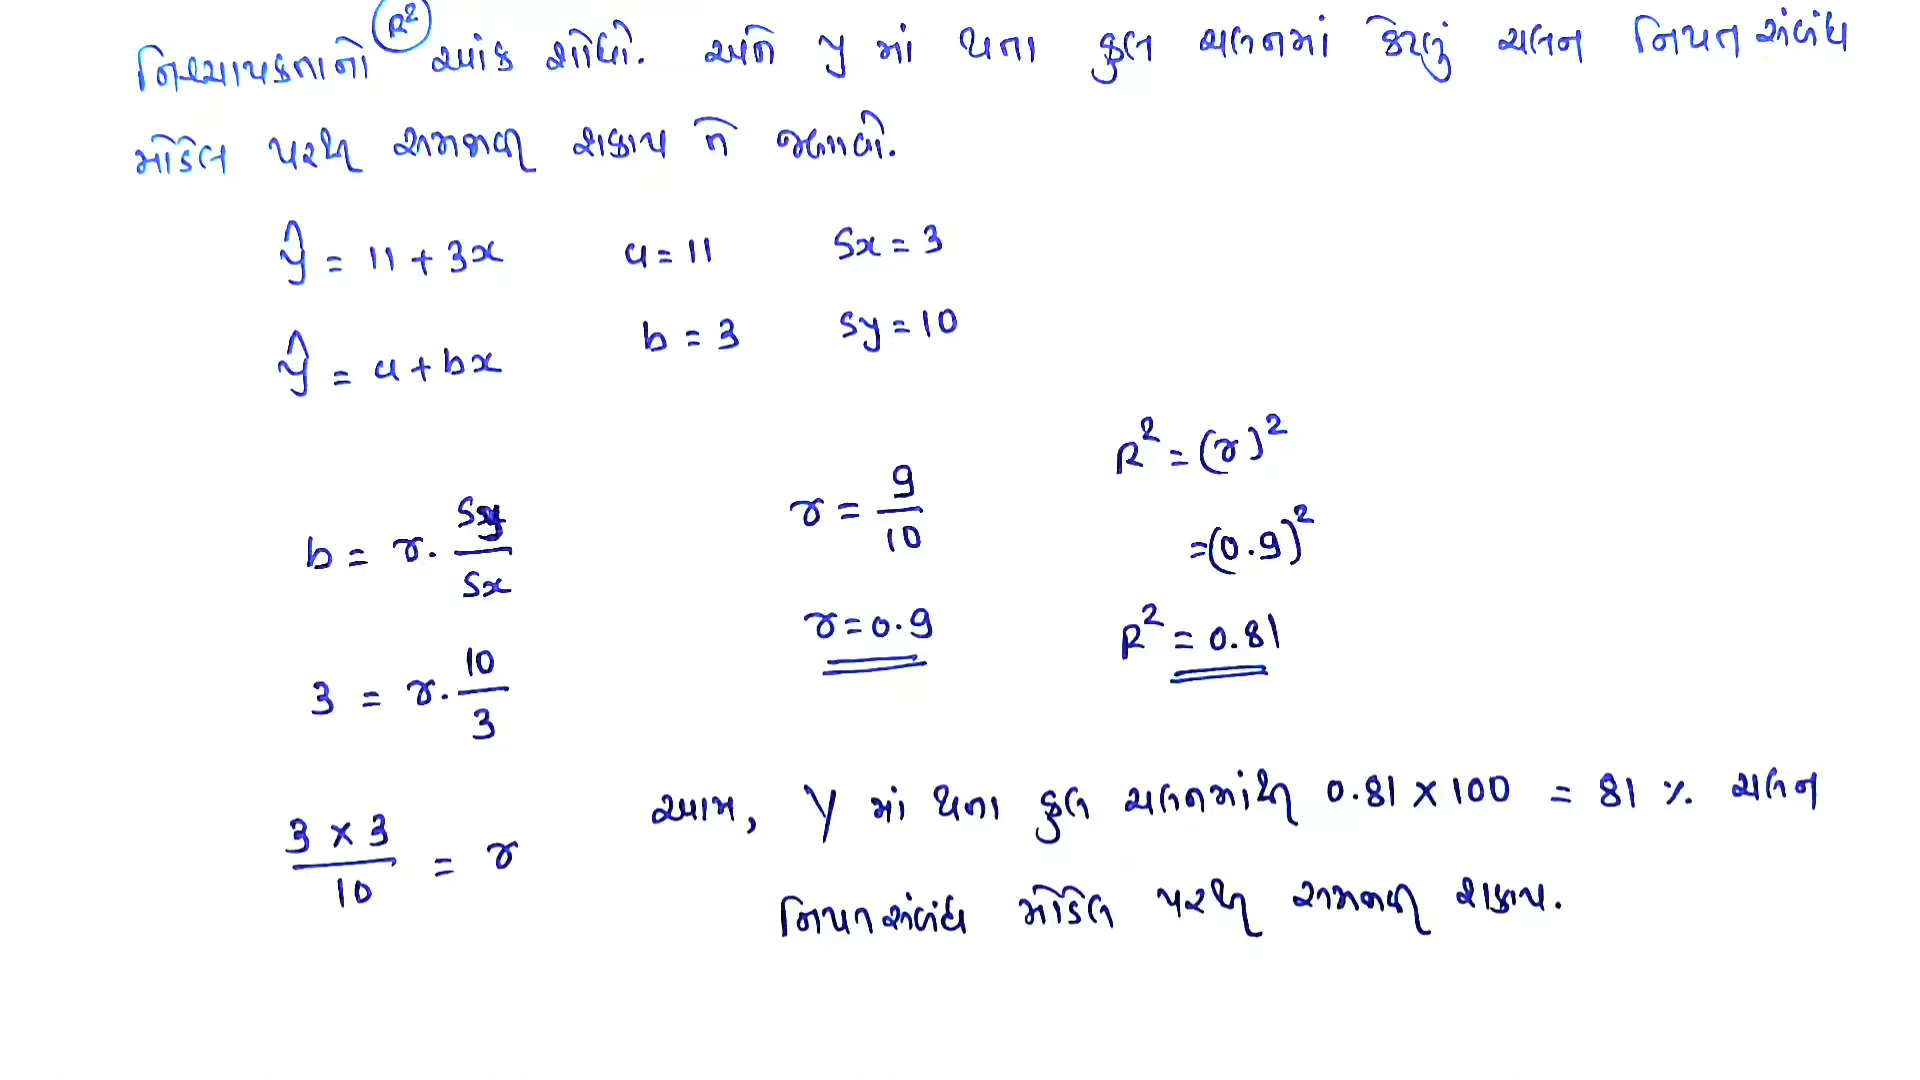 નિશ્ચાયકતાનો R² આંક શોધો. અને y માં થતા કુલ ચલનમાં કેટલું ચલન નિયત સંબંધ
મોડેલ પરથી સમજાવી શકાય તે જણાવો.
ŷ = 11 + 3x    a = 11    Sx = 3
ŷ = a + bx    b = 3    Sy = 10
b = r. Sy/Sx    r = 9/10    R² = (r)²
= (0.9)²
3 = r. 10/3    r = 0.9    R² = 0.81
3 × 3 / 10 = r
આમ, Y માં થતા કુલ ચલનમાંથી 0.81 × 100 = 81 % ચલન
નિયતસંબંધ મોડેલ પરથી સમજાવી શકાય.